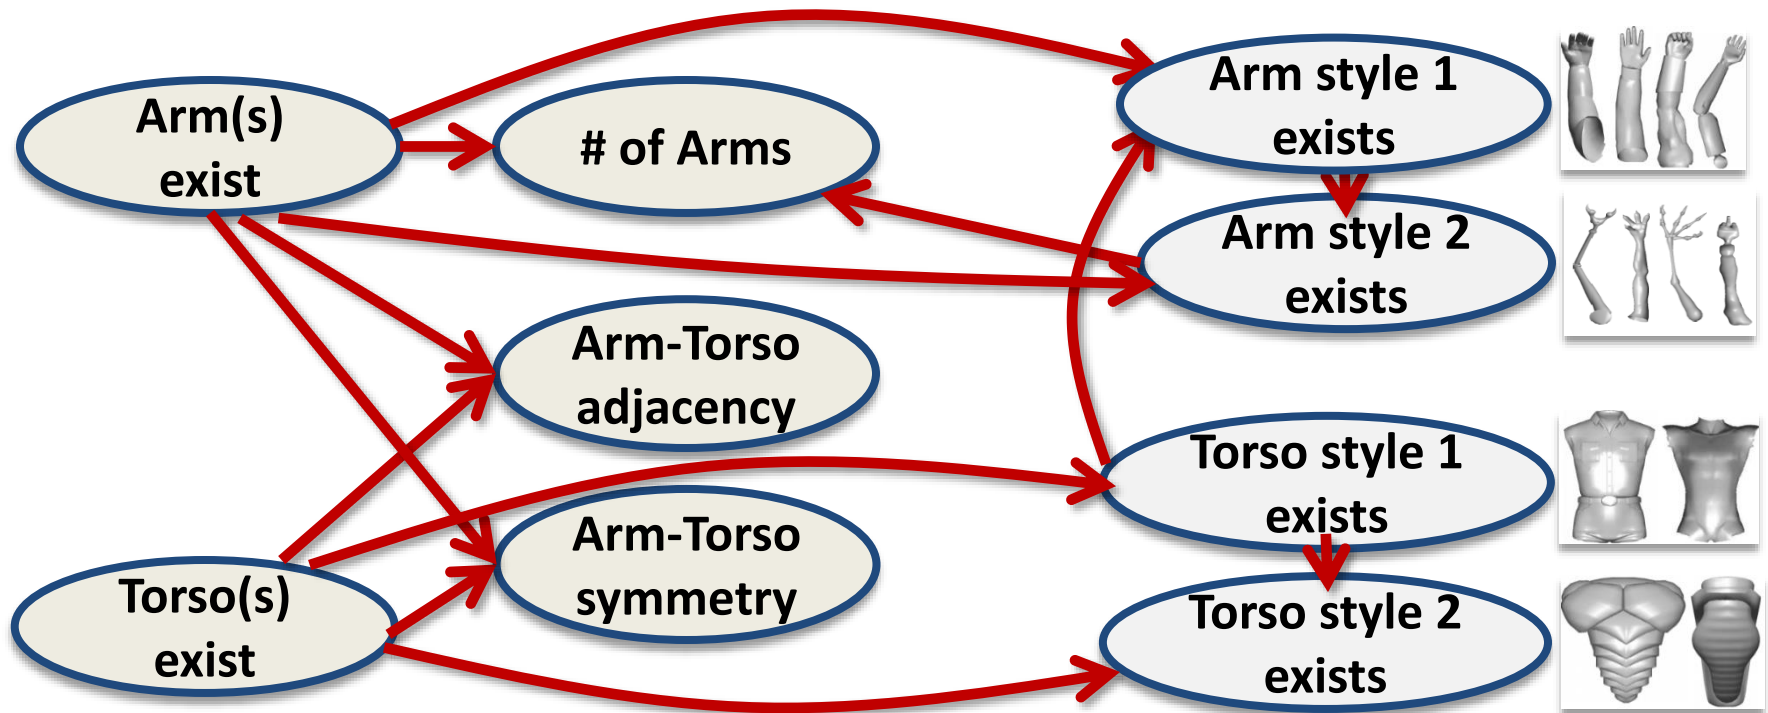 Arm(s)
exist
# of Arms
Arm style 1
exists
Arm style 2
exists
Arm-Torso
adjacency
Torso style 1
exists
Arm-Torso
symmetry
Torso(s)
exist
Torso style 2
exists